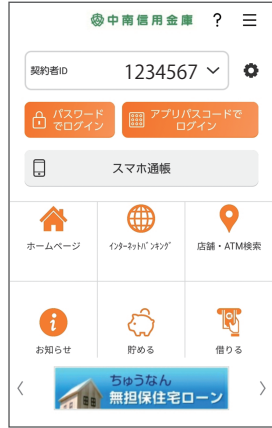 中南信用金庫 ?
契約者ID 1234567
パスワード
でログイン
アプリパスコードで
ログイン
スマホ通帳
ホームページ
インターネットバンキング
店舗・ATM検索
お知らせ
貯める
借りる
ちゅうなん
無担保住宅ローン